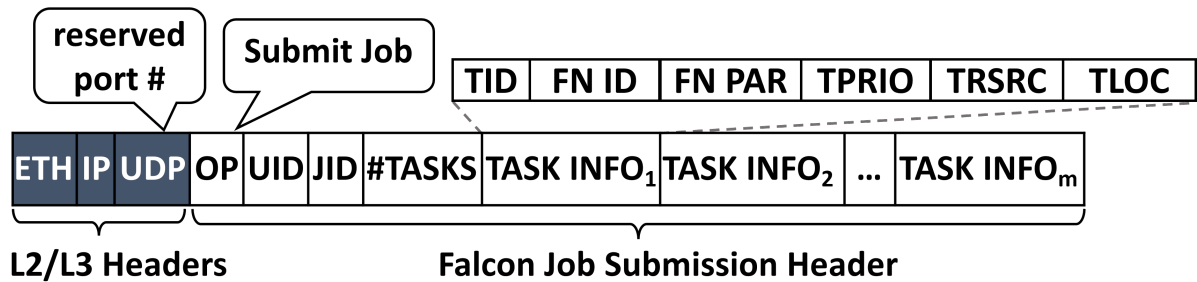 reserved
port #
Submit Job
TID FN ID FN PAR TPRIO TRSRC TLOC
ETH IP UDP OP UID JID #TASKS TASK INFO₁ TASK INFO₂ ... TASK INFOₘ
L2/L3 Headers Falcon Job Submission Header